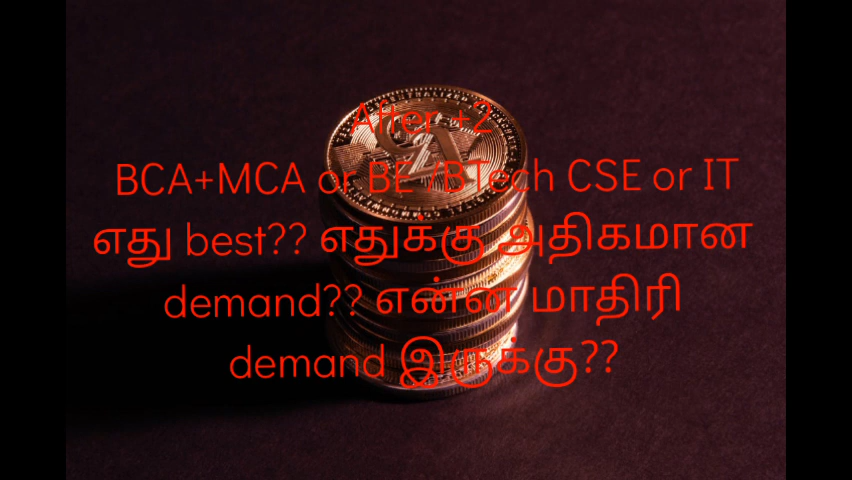 After +2
BCA+MCA or BE /BTech CSE or IT
எது best?? எதுக்கு அதிகமான
demand?? என்ன மாதிரி
demand இருக்கு??